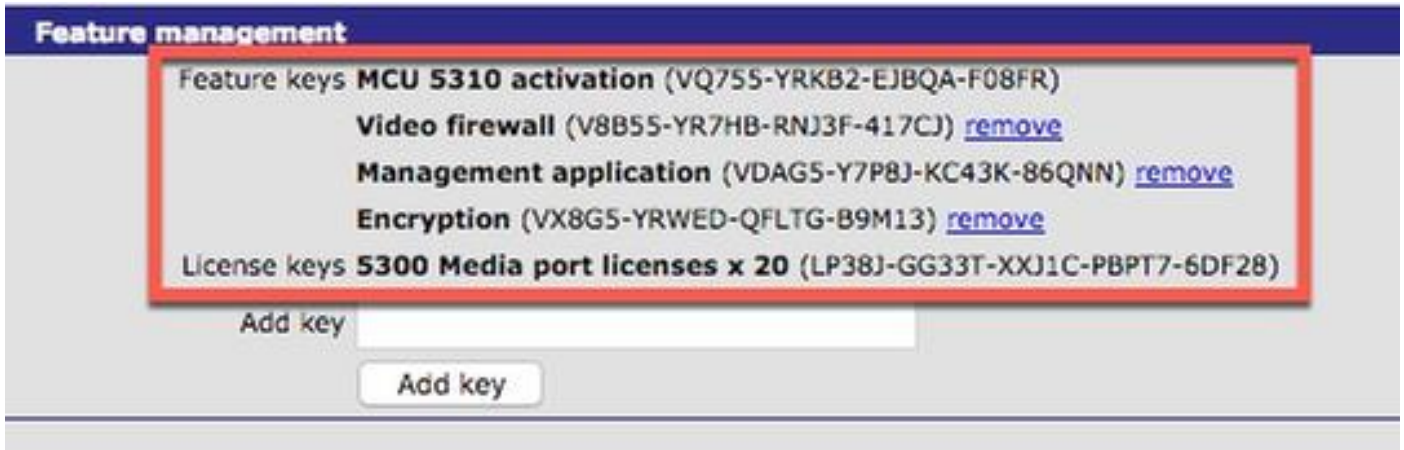 Feature management
Feature keys MCU 5310 activation (VQ755-YRKB2-EJBQA-F08FR)
Video firewall (V8B55-YR7HB-RNJ3F-417CJ) remove
Management application (VDAG5-Y7P8J-KC43K-86QNN) remove
Encryption (VX8G5-YRWED-QFLTG-B9M13) remove
License keys 5300 Media port licenses x 20 (LP38J-GG33T-XXJ1C-PBPT7-6DF28)
Add key
Add key